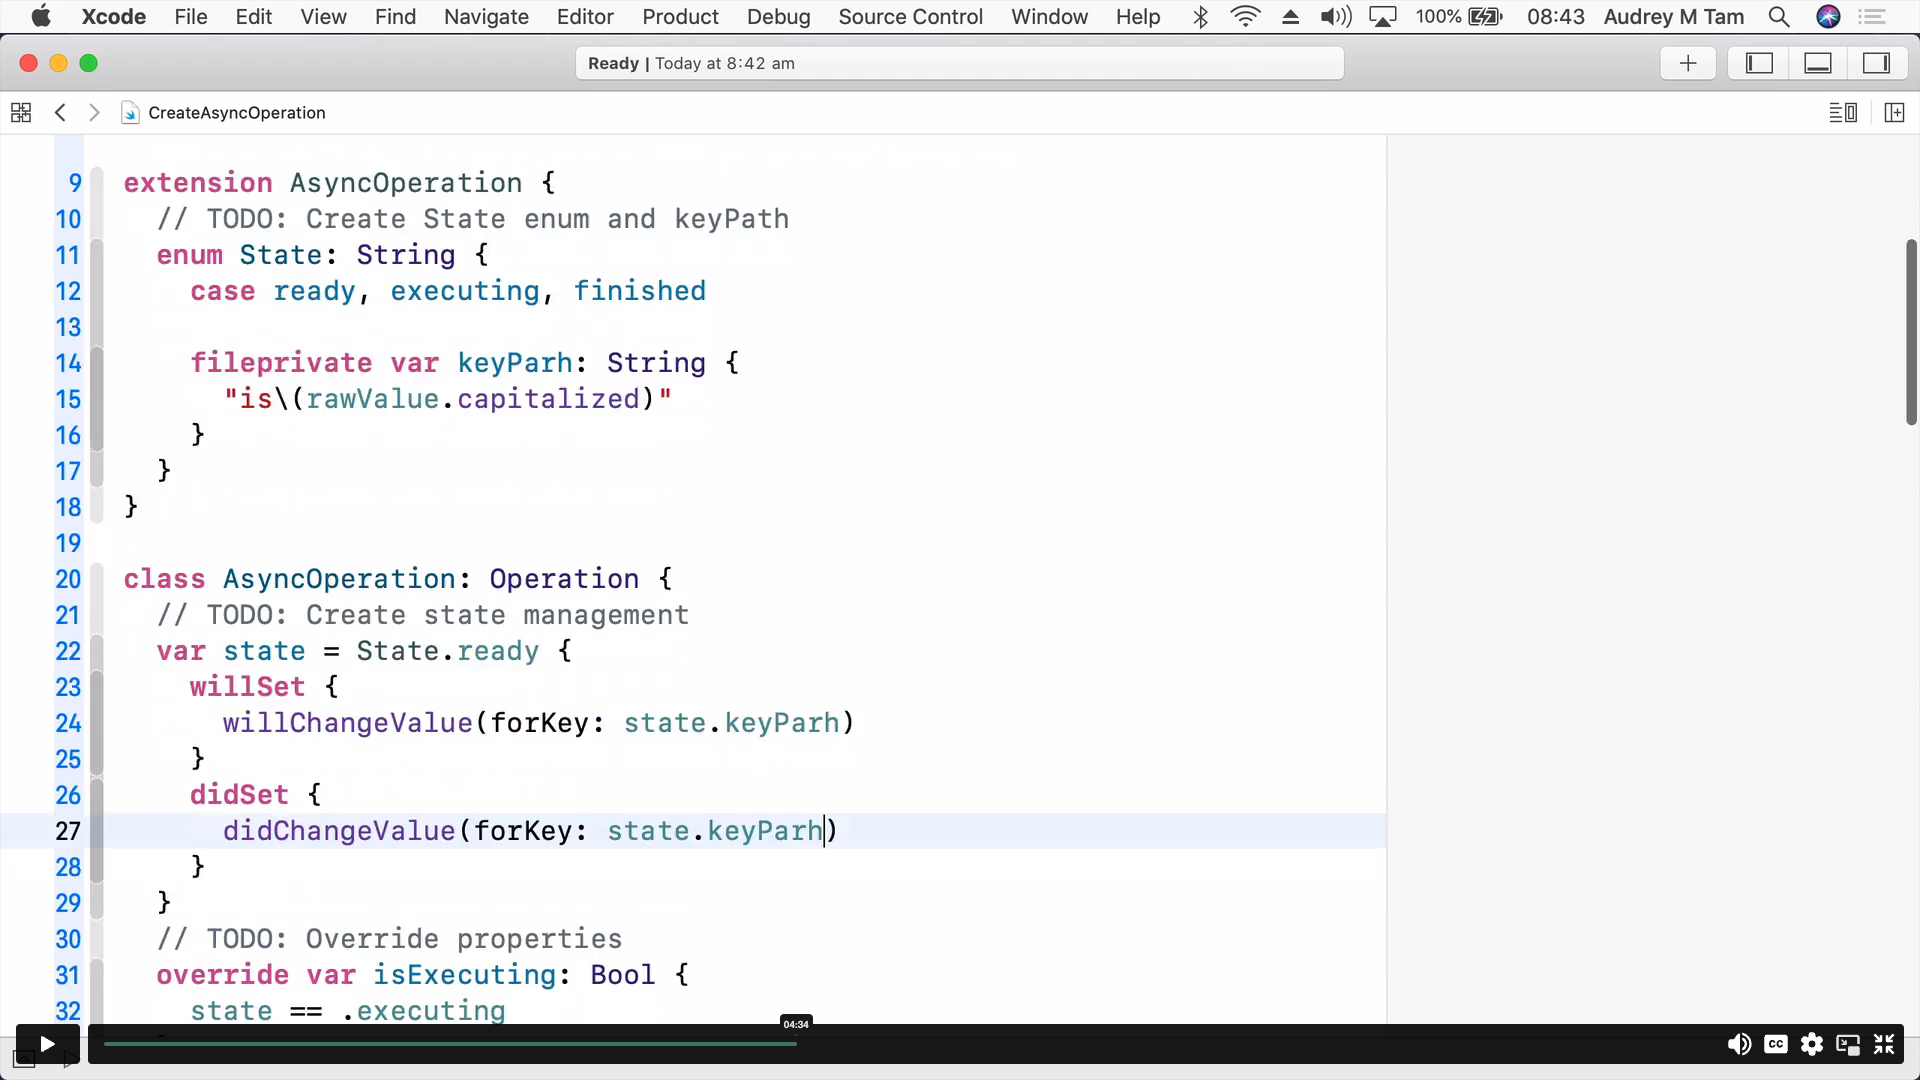 Xcode File Edit View Find Navigate Editor Product Debug Source Control Window Help 100% 08:43 Audrey M Tam
Ready | Today at 8:42 am
CreateAsyncOperation
9 extension AsyncOperation {
10 // TODO: Create State enum and keyPath
11 enum State: String {
12 case ready, executing, finished
13
14 fileprivate var keyParh: String {
15 "is\(rawValue.capitalized)"
16 }
17 }
18 }
19
20 class AsyncOperation: Operation {
21 // TODO: Create state management
22 var state = State.ready {
23 willSet {
24 willChangeValue(forKey: state.keyParh)
25 }
26 didSet {
27 didChangeValue(forKey: state.keyParh)
28 }
29 }
30 // TODO: Override properties
31 override var isExecuting: Bool {
32 state == .executing
04:34
CC